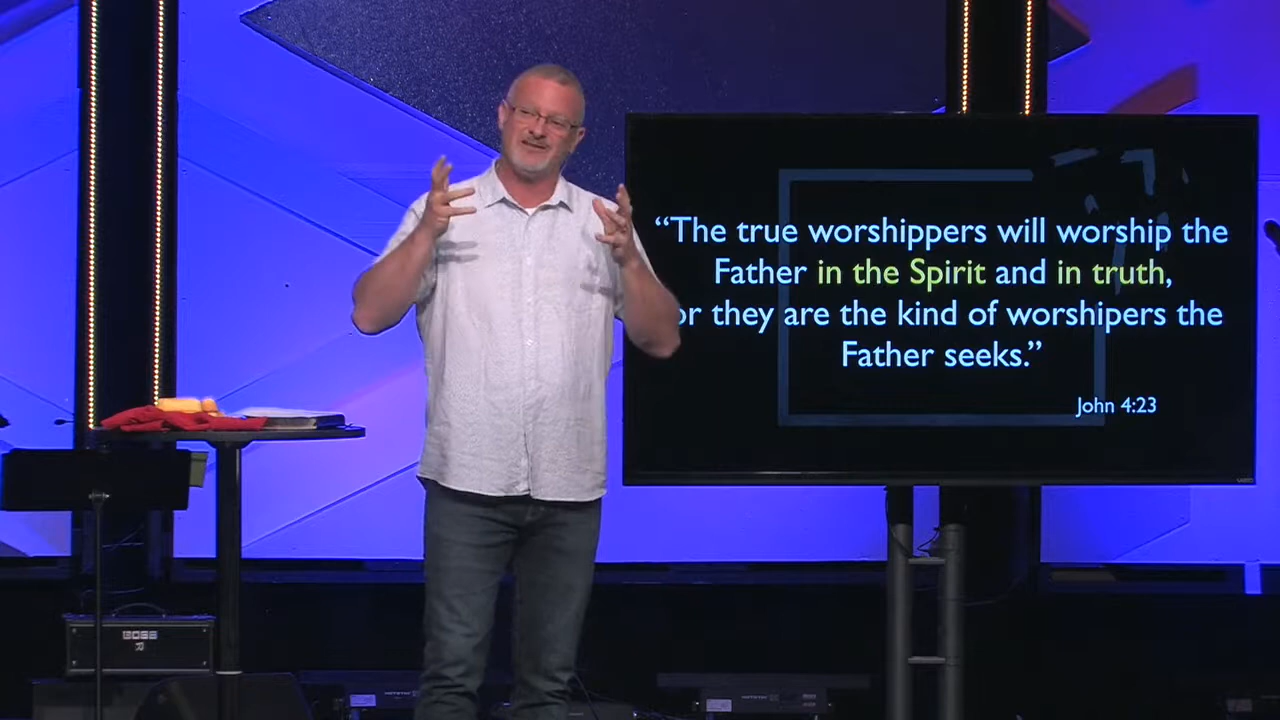 “The true worshippers will worship the
Father in the Spirit and in truth,
or they are the kind of worshipers the
Father seeks.”
John 4:23
BOSS